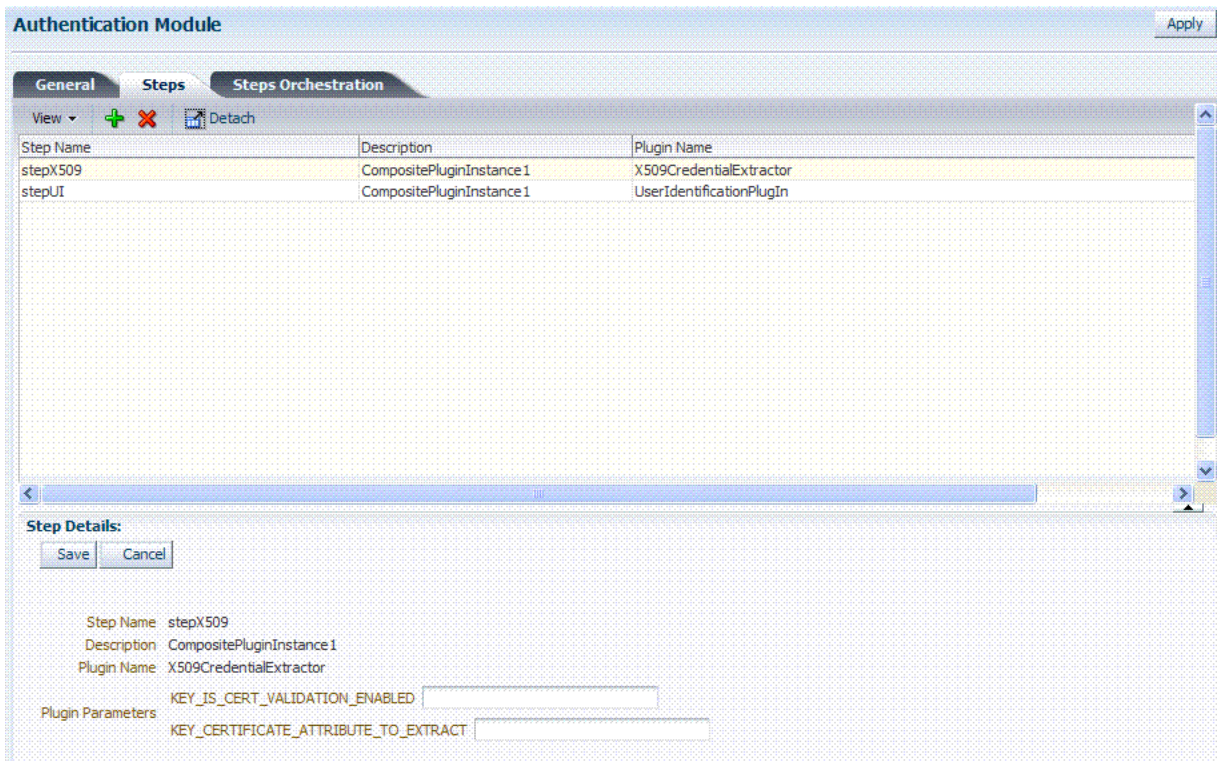 Authentication Module
Apply
General Steps Steps Orchestration
View Detach
Step Name Description Plugin Name
stepX509 CompositePluginInstance1 X509CredentialExtractor
stepUI CompositePluginInstance1 UserIdentificationPlugIn
Step Details:
Save Cancel
Step Name stepX509
Description CompositePluginInstance1
Plugin Name X509CredentialExtractor
Plugin Parameters
KEY_IS_CERT_VALIDATION_ENABLED
KEY_CERTIFICATE_ATTRIBUTE_TO_EXTRACT